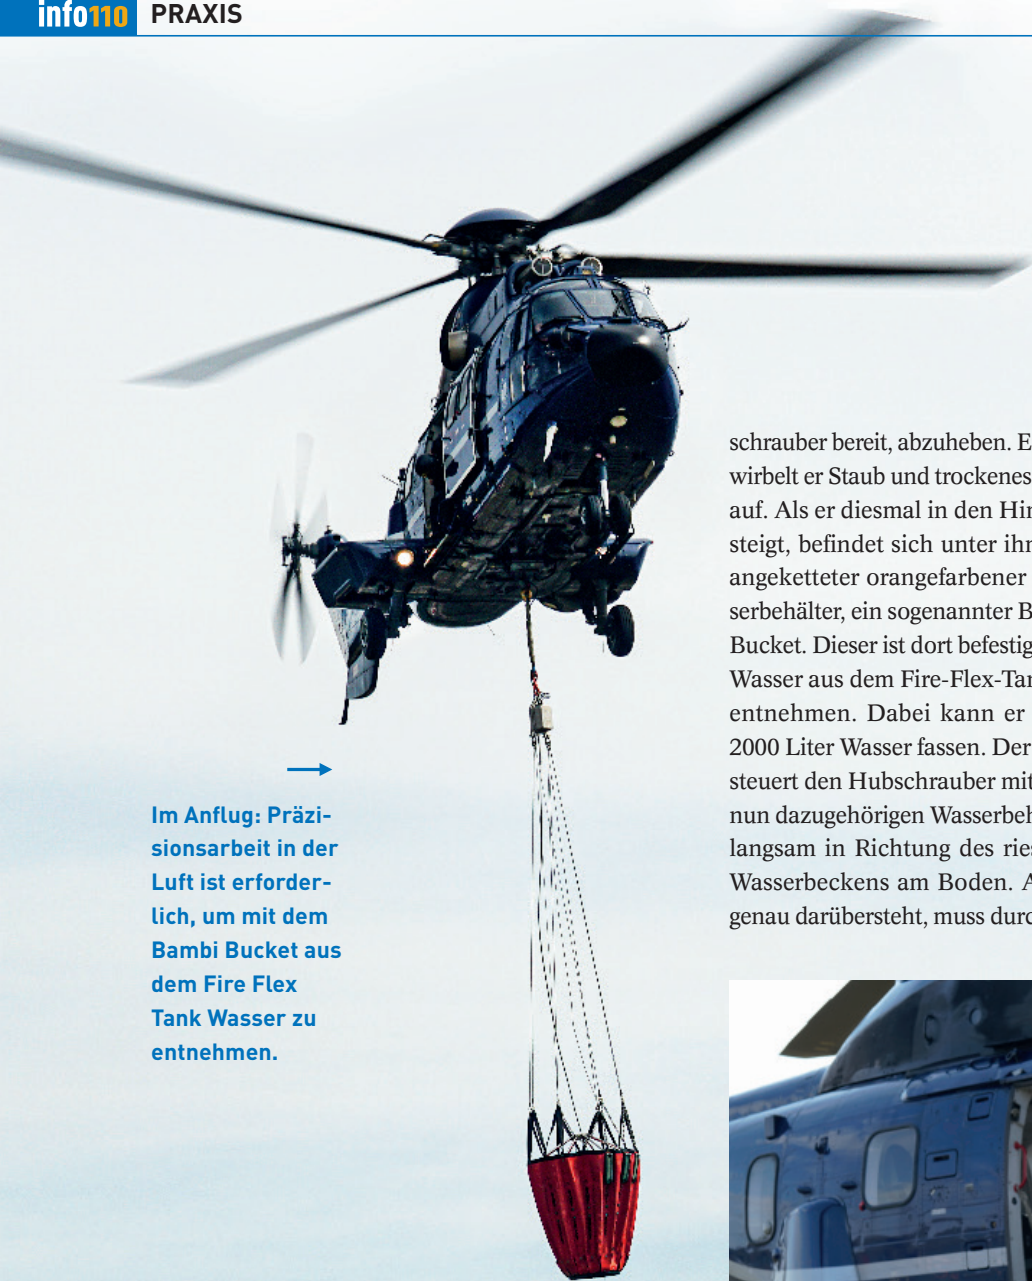 info110 PRAXIS
Im Anflug: Präzi-
sionsarbeit in der
Luft ist erforder-
lich, um mit dem
Bambi Bucket aus
dem Fire Flex
Tank Wasser zu
entnehmen.
schrauber bereit, abzuheben. E
wirbelt er Staub und trockenes
auf. Als er diesmal in den Hin
steigt, befindet sich unter ihn
angeketteter orangefarbener
serbehälter, ein sogenannter B
Bucket. Dieser ist dort befestig
Wasser aus dem Fire-Flex-Tan
entnehmen. Dabei kann er
2000 Liter Wasser fassen. Der
steuert den Hubschrauber mit
nun dazugehörigen Wasserbeh
langsam in Richtung des ries
Wasserbeckens am Boden. A
genau darübersteht, muss durc